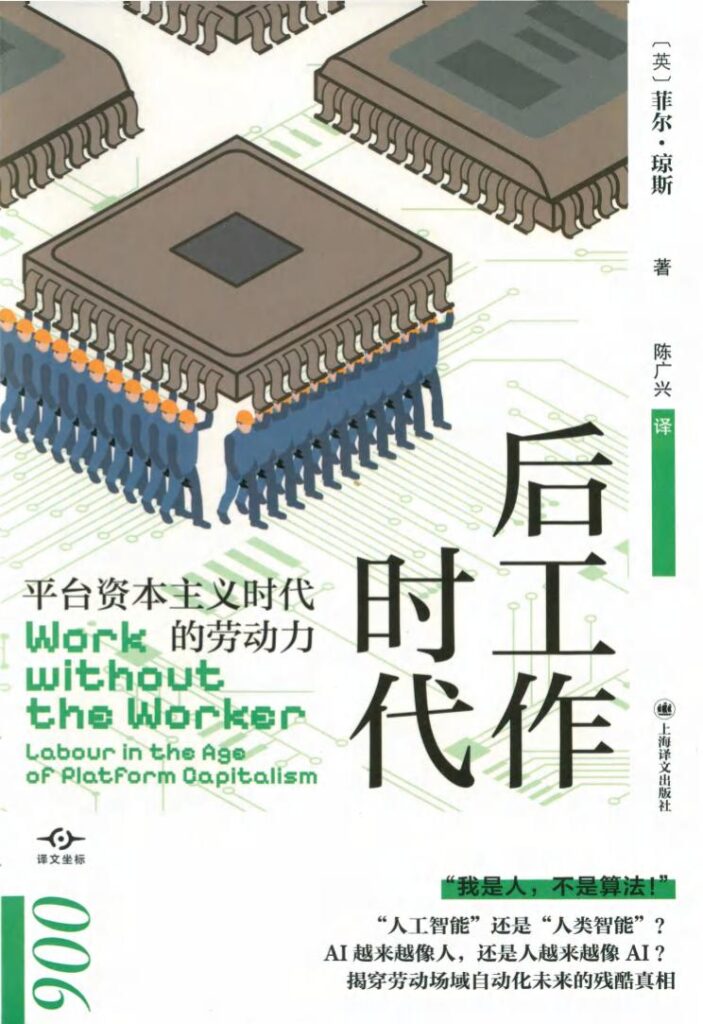 〔英〕菲尔·琼斯 著
陈广兴 译
后工作
时代
平台资本主义时代
的劳动力
Work
without
the Worker
Labour in the Age
of Platform Capitalism
上海译文出版社
译文坐标
006
“我是人，不是算法！”
“人工智能”还是“人类智能”？
AI 越来越像人，还是人越来越像 AI？
揭穿劳动场域自动化未来的残酷真相